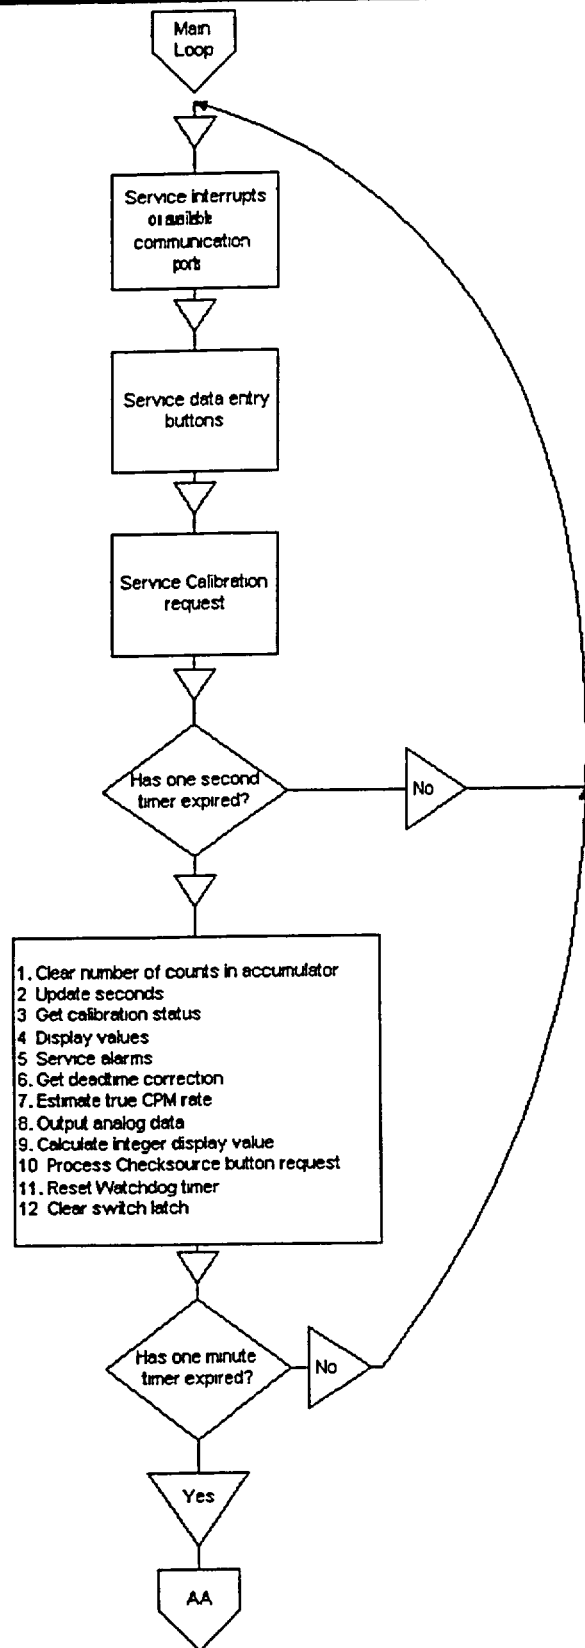 Main
Loop
Service interrupts
or available
communication
ports
Service data entry
buttons
Service Calibration
request
Has one second
timer expired?
No
1. Clear number of counts in accumulator
2 Update seconds
3 Get calibration status
4 Display values
5 Service alarms
6. Get deadtime correction
7. Estimate true CPM rate
8. Output analog data
9. Calculate integer display value
10 Process Checksource button request
11. Reset Watchdog timer
12 Clear switch latch
Has one minute
timer expired?
No
Yes
AA